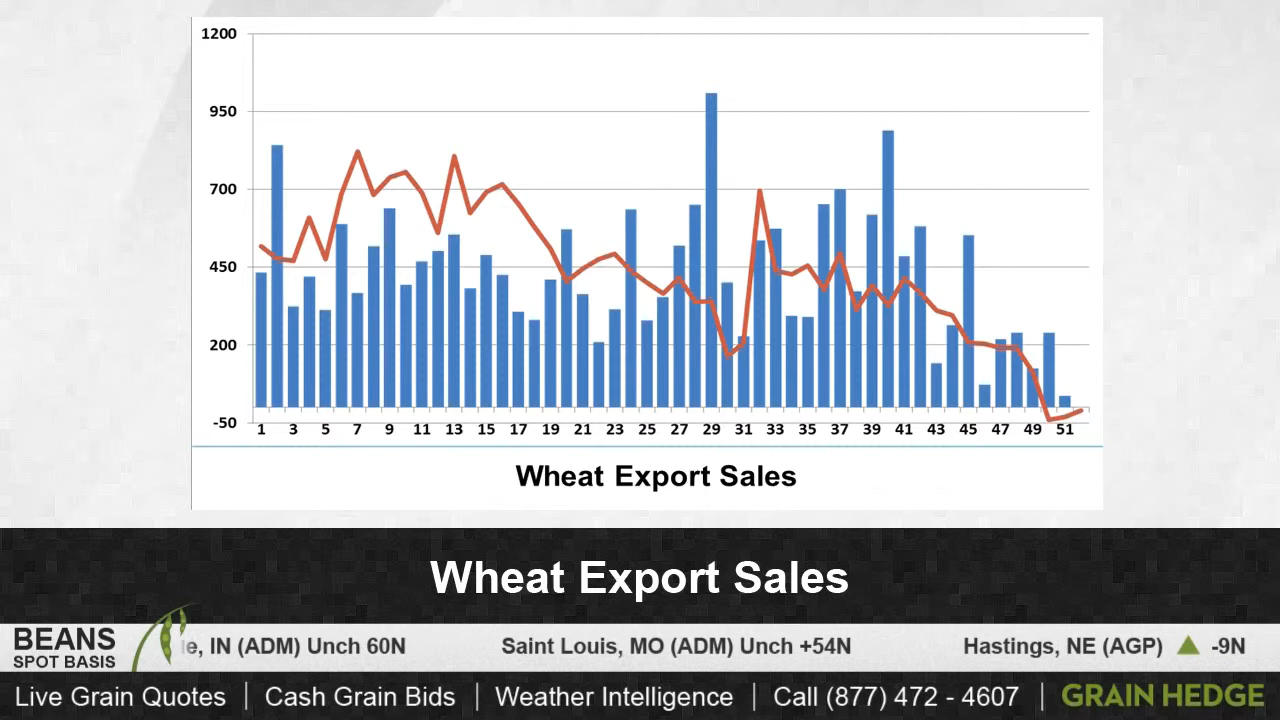 1200
950
700
450
200
-50
1 3 5 7 9 11 13 15 17 19 21 23 25 27 29 31 33 35 37 39 41 43 45 47 49 51
Wheat Export Sales
Wheat Export Sales
BEANS
SPOT BASIS
IN (ADM) Unch 60N Saint Louis, MO (ADM) Unch +54N Hastings, NE (AGP) ▲ -9N
Live Grain Quotes | Cash Grain Bids | Weather Intelligence | Call (877) 472 - 4607 | GRAIN HEDGE